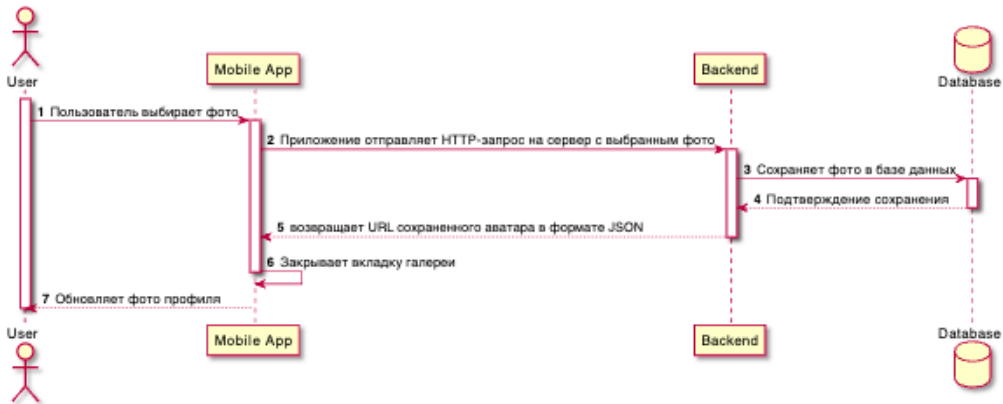 User
Mobile App
Backend
Database
1 Пользователь выбирает фото
2 Приложение отправляет HTTP-запрос на сервер с выбранным фото
3 Сохраняет фото в базе данных
4 Подтверждение сохранения
5 возвращает URL сохраненного аватара в формате JSON
6 Закрывает вкладку галереи
7 Обновляет фото профиля
User
Mobile App
Backend
Database